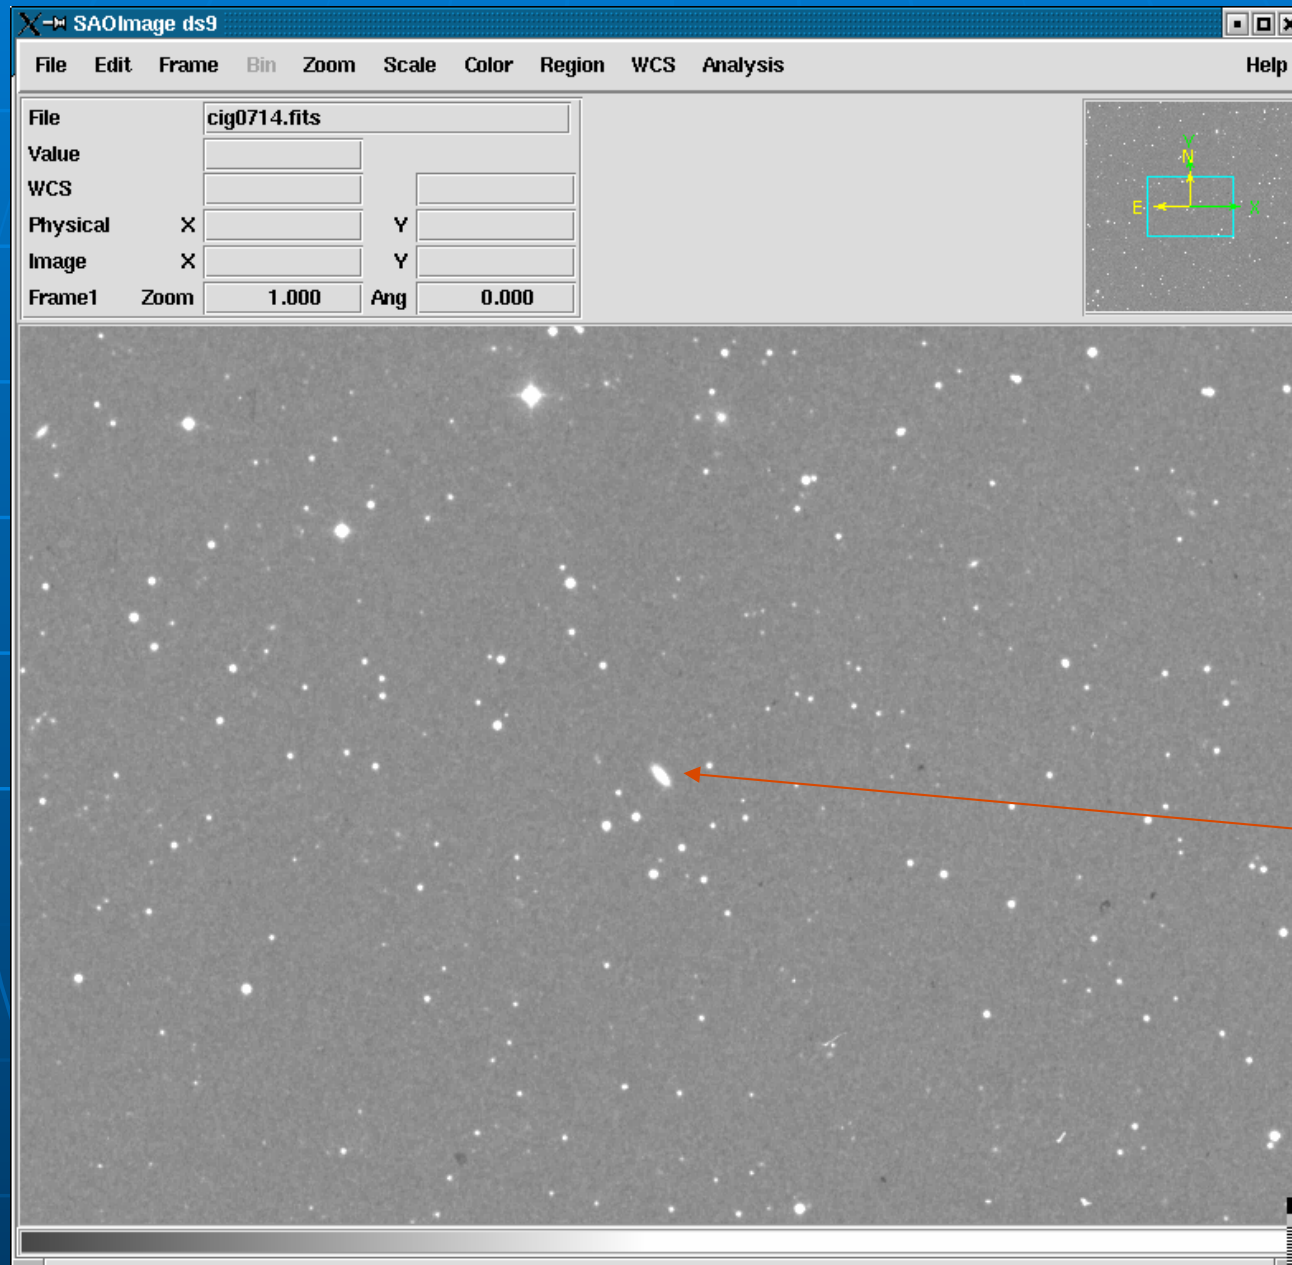 SAOImage ds9
File Edit Frame Bin Zoom Scale Color Region WCS Analysis Help
File cig0714.fits
Value
WCS
Physical X Y
Image X Y
Frame1 Zoom 1.000 Ang 0.000
Y
N
E X